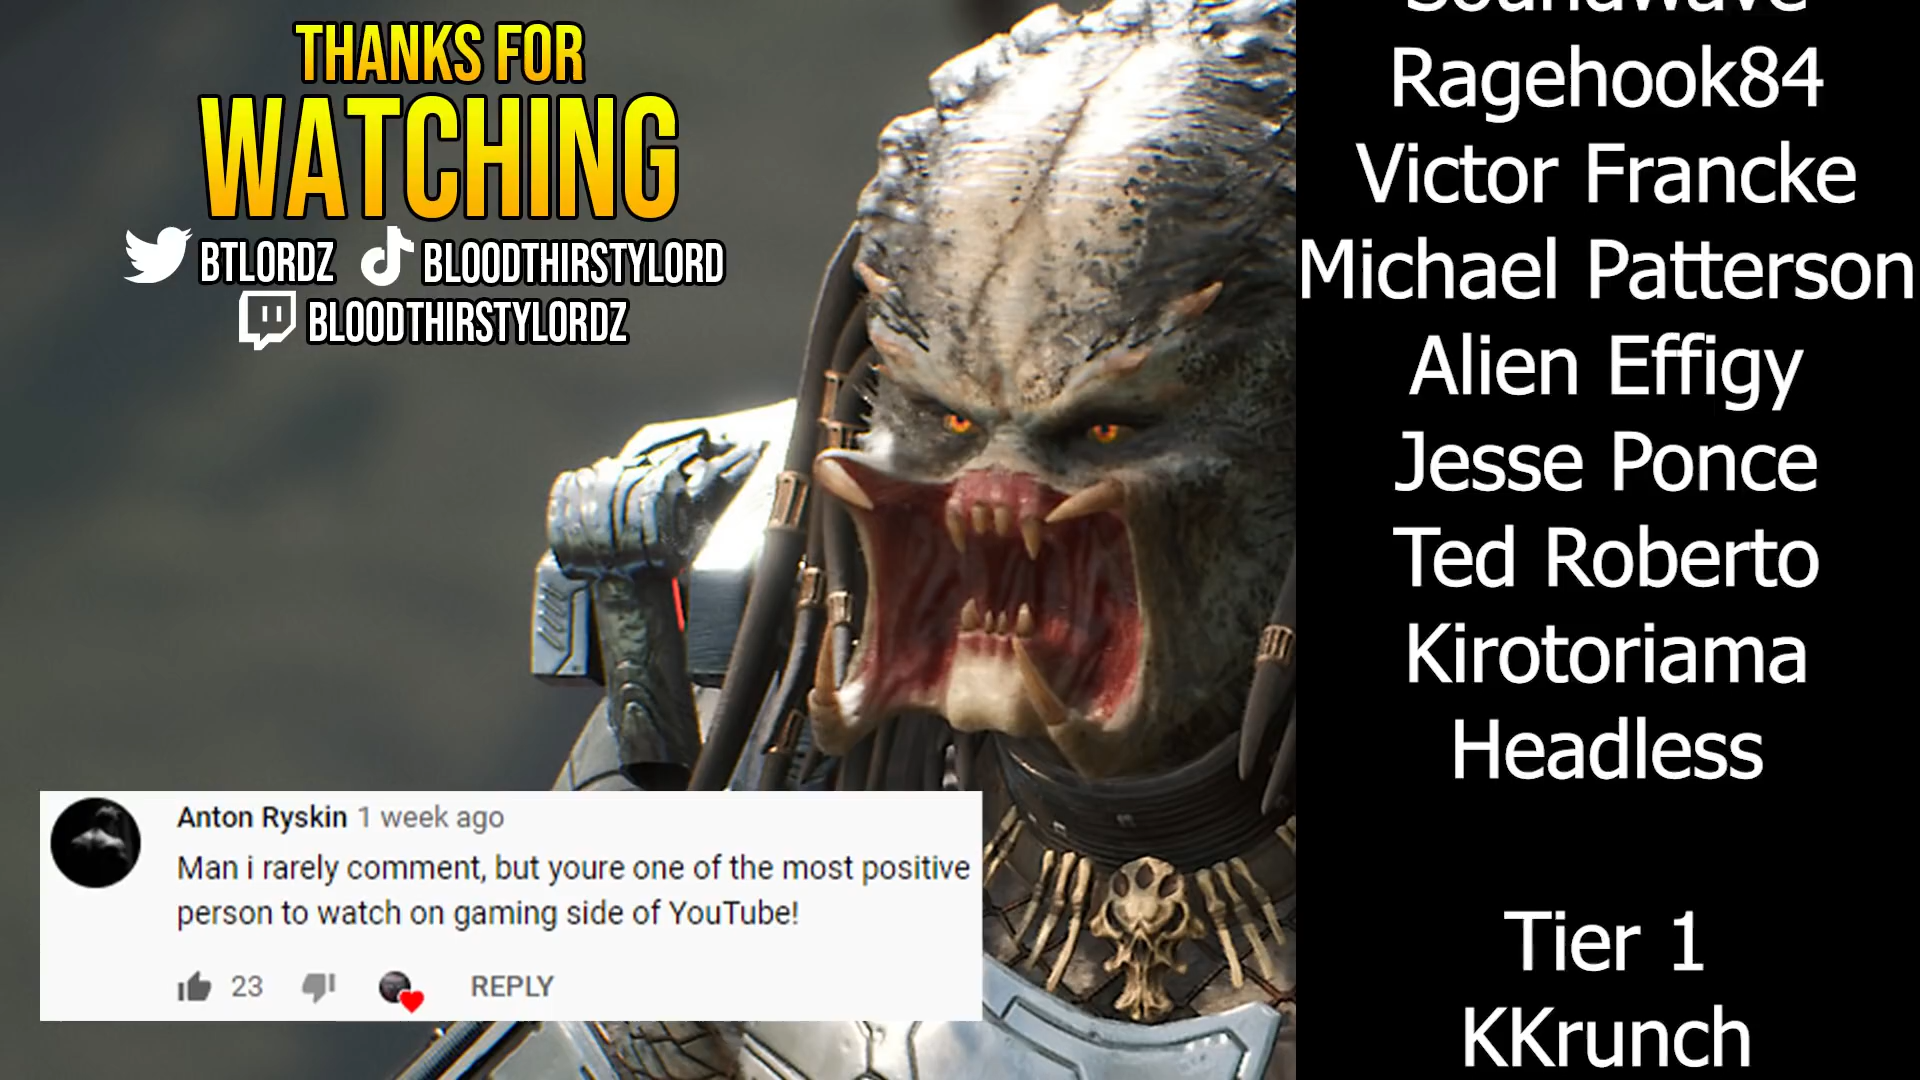 THANKS FOR
WATCHING
BTLORDZ BLOODTHIRSTYLORD
BLOODTHIRSTYLORDZ
Anton Ryskin 1 week ago
Man i rarely comment, but youre one of the most positive
person to watch on gaming side of YouTube!
23 REPLY
Soundwave
Ragehook84
Victor Francke
Michael Patterson
Alien Effigy
Jesse Ponce
Ted Roberto
Kirotoriama
Headless
Tier 1
KKrunch